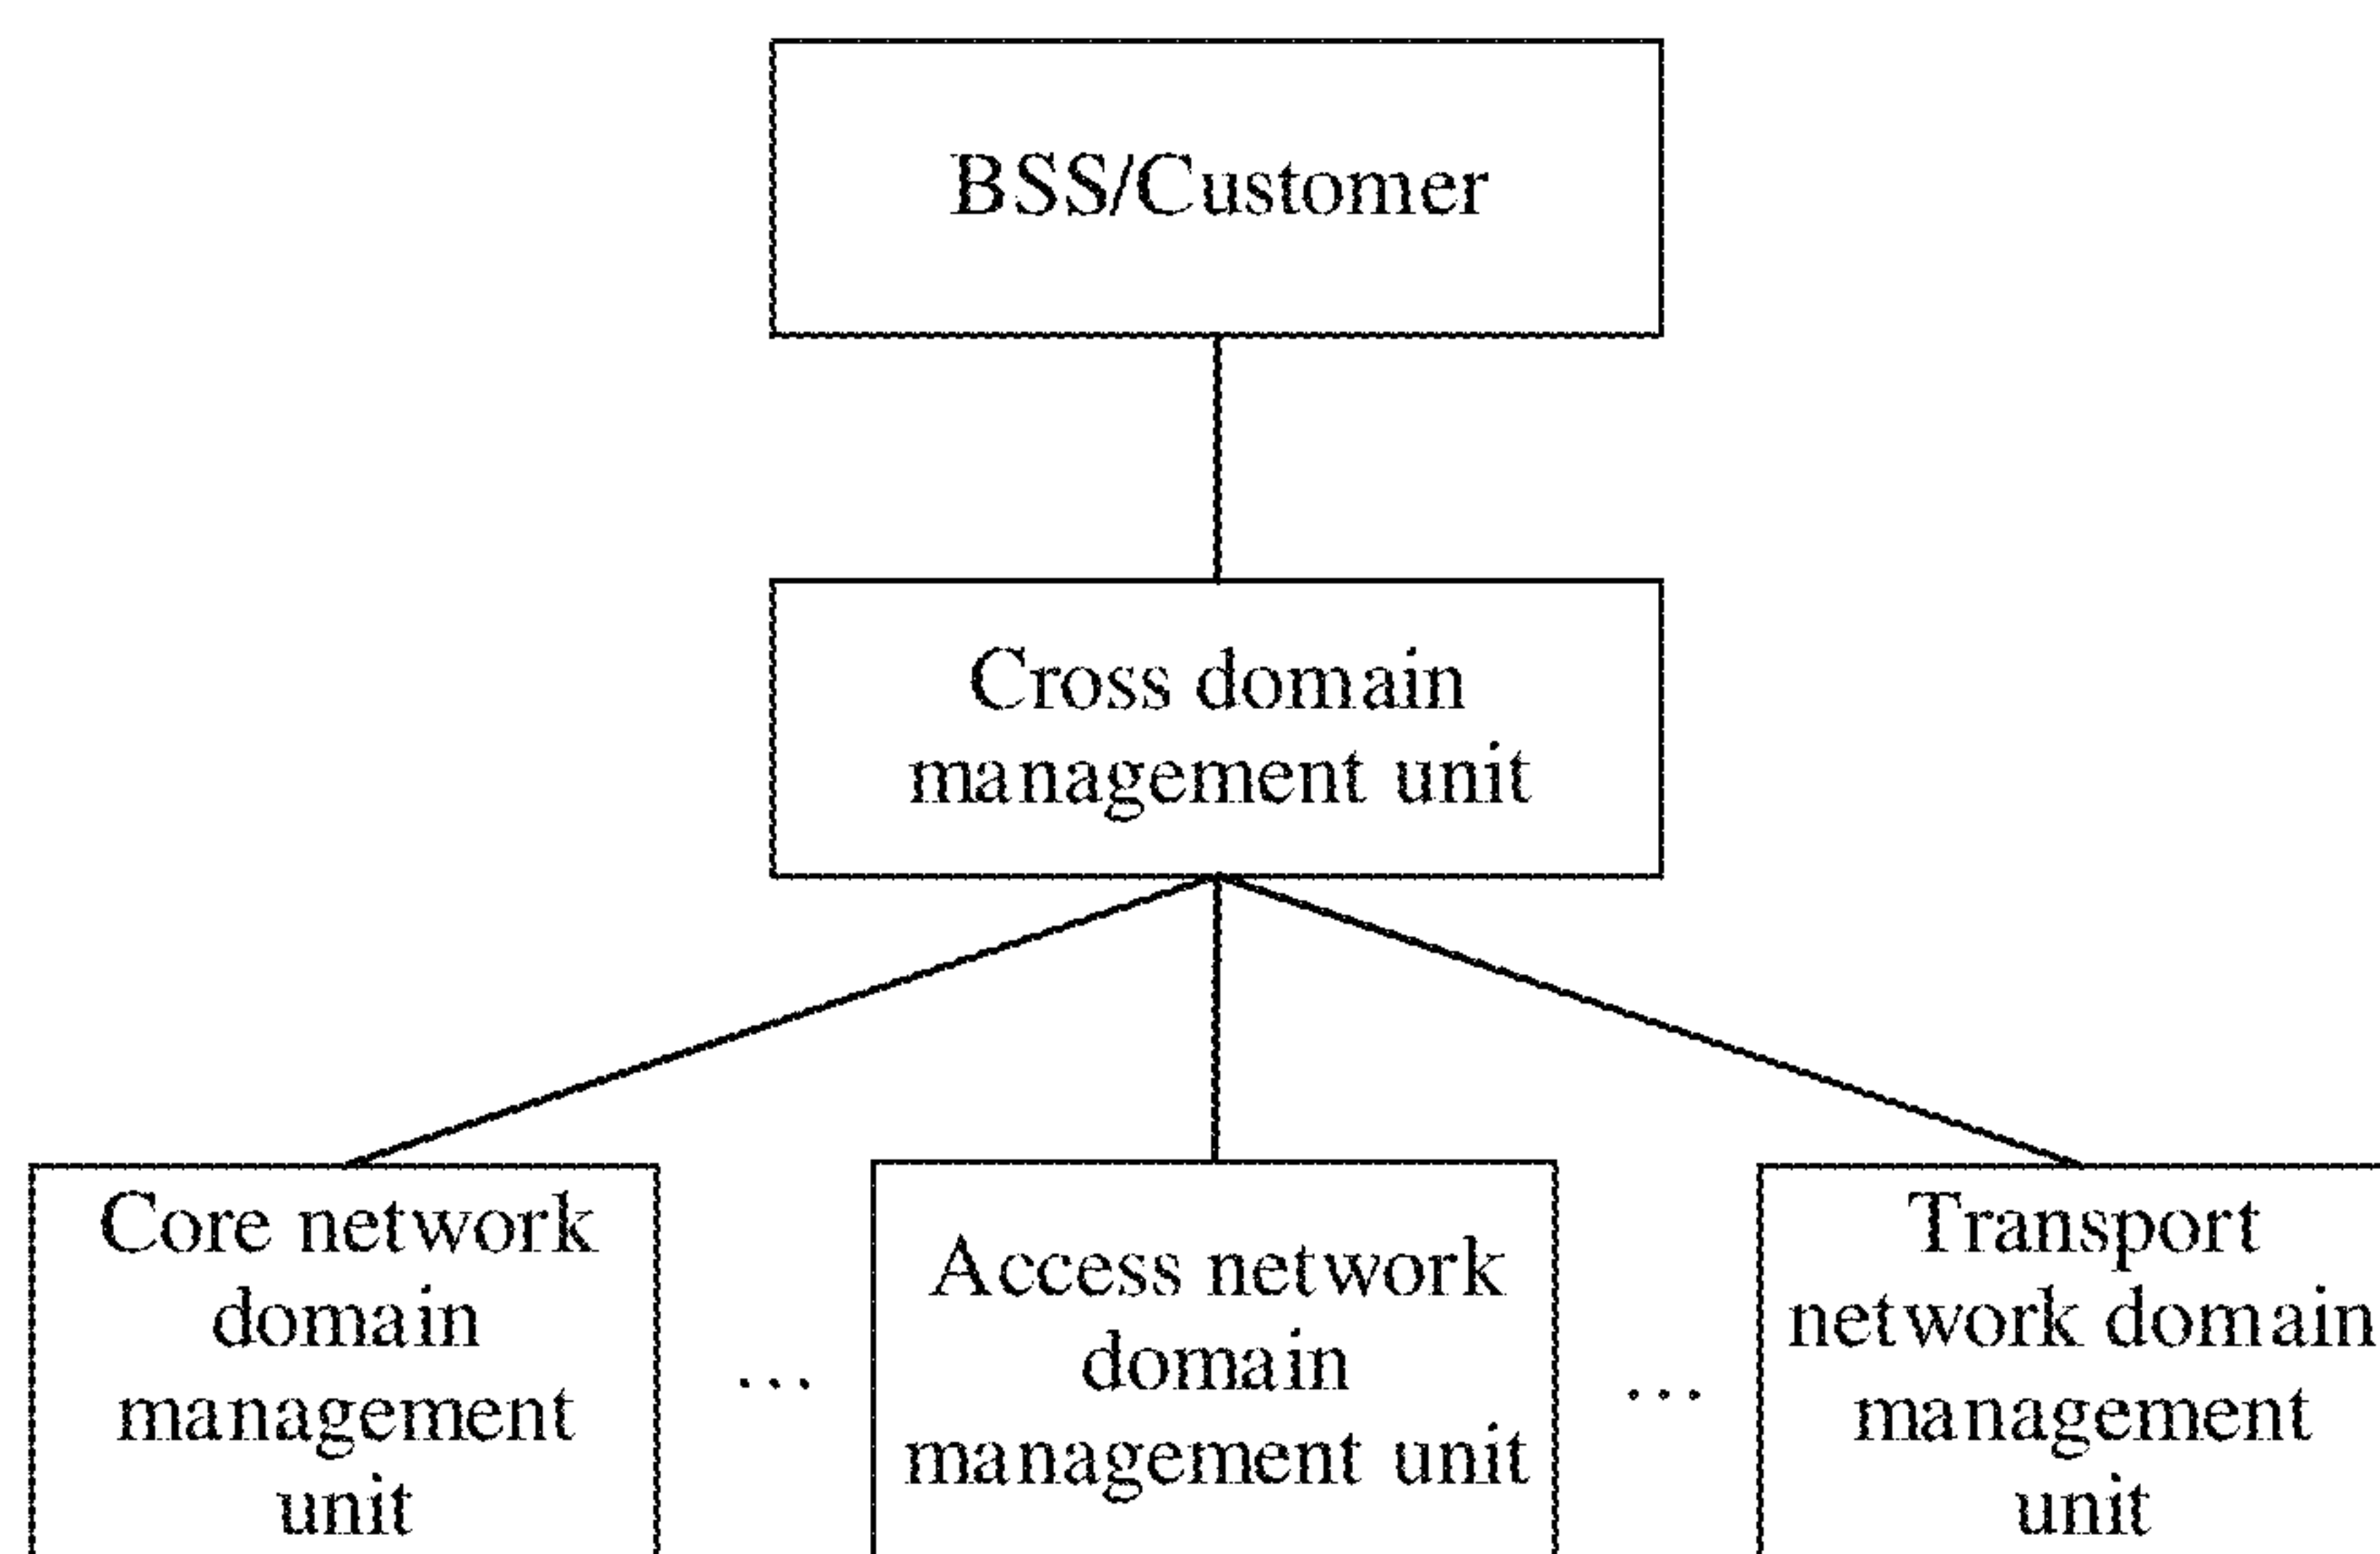 BSS/Customer
Cross domain
management unit
Core network
domain
management
unit
...
Access network
domain
management unit
...
Transport
network domain
management
unit